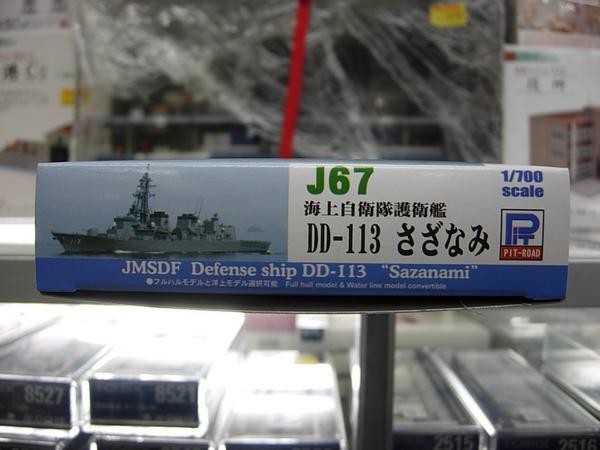 J67
1/700
scale
海上自衛隊護衛艦
DD-113 さざなみ
PIT
PIT-ROAD
JMSDF Defense ship DD-113 "Sazanami"
●フルハルモデルと洋上モデル選択可能 Full hull model & Water line model convertible
8527
8521
2515
2516